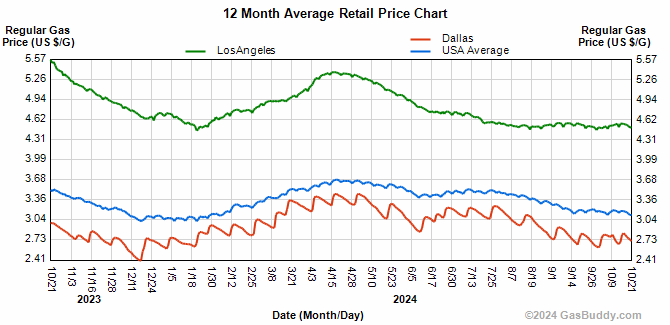 12 Month Average Retail Price Chart
Regular Gas
Price (US $/G)
LosAngeles
Dallas
USA Average
Regular Gas
Price (US $/G)
5.57
5.26
4.94
4.62
4.31
3.99
3.68
3.36
3.04
2.73
2.41
5.57
5.26
4.94
4.62
4.31
3.99
3.68
3.36
3.04
2.73
2.41
10/21 11/3 11/16 11/28 12/11 12/24 1/5 1/18 1/30 2/12 2/25 3/8 3/21 4/3 4/15 4/28 5/10 5/23 6/5 6/17 6/30 7/13 7/25 8/7 8/19 9/1 9/14 9/26 10/9 10/21
2023 2024
Date (Month/Day)
©2024 GasBuddy.com